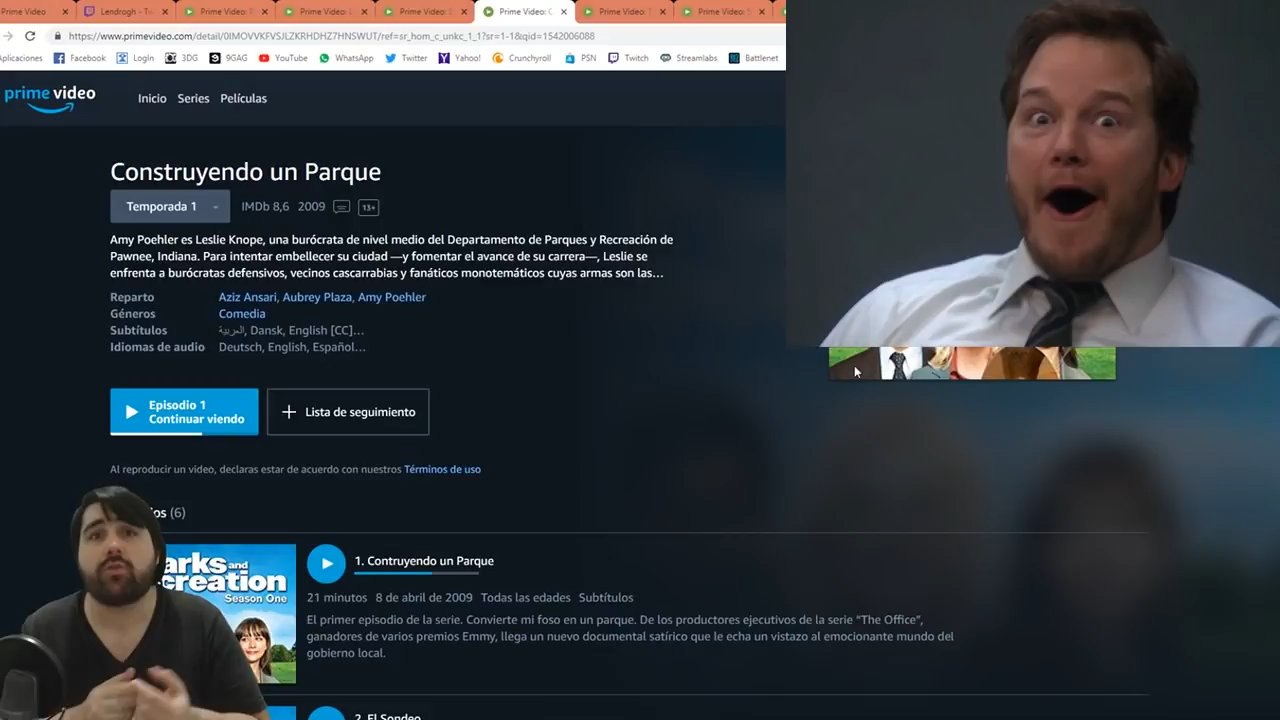 Prime Video
Lendrogh - Tw
Prime Video: P
Prime Video: L
Prime Video:
Prime Video: C
Prime Video: T
Prime Video:
https://www.primevideo.com/detail/0IMOVVKFVSJLZKRHDHZ7HNSWUT/ref=sr_hom_c_unkc_1_1?sr=1-1&qid=1542006088
plicaciones
Facebook
LogIn
3DG
9GAG
YouTube
WhatsApp
Twitter
Yahoo!
Crunchyroll
PSN
Twitch
Streamlabs
Battlenet
prime video
Inicio
Series
Películas
Construyendo un Parque
Temporada 1
IMDb 8,6
2009
13+
Amy Poehler es Leslie Knope, una burócrata de nivel medio del Departamento de Parques y Recreación de
Pawnee, Indiana. Para intentar embellecer su ciudad —y fomentar el avance de su carrera—, Leslie se
enfrenta a burócratas defensivos, vecinos cascarrabias y fanáticos monotemáticos cuyas armas son las...
Reparto
Aziz Ansari, Aubrey Plaza, Amy Poehler
Géneros
Comedia
Subtítulos
العربية, Dansk, English [CC]...
Idiomas de audio
Deutsch, English, Español...
Episodio 1
Continuar viendo
Lista de seguimiento
Al reproducir un video, declaras estar de acuerdo con nuestros Términos de uso
os (6)
arks and
creation
Season One
1. Contruyendo un Parque
21 minutos
8 de abril de 2009
Todas las edades
Subtítulos
El primer episodio de la serie. Convierte mi foso en un parque. De los productores ejecutivos de la serie "The Office",
ganadores de varios premios Emmy, llega un nuevo documental satírico que le echa un vistazo al emocionante mundo del
gobierno local.
2. El Sondeo